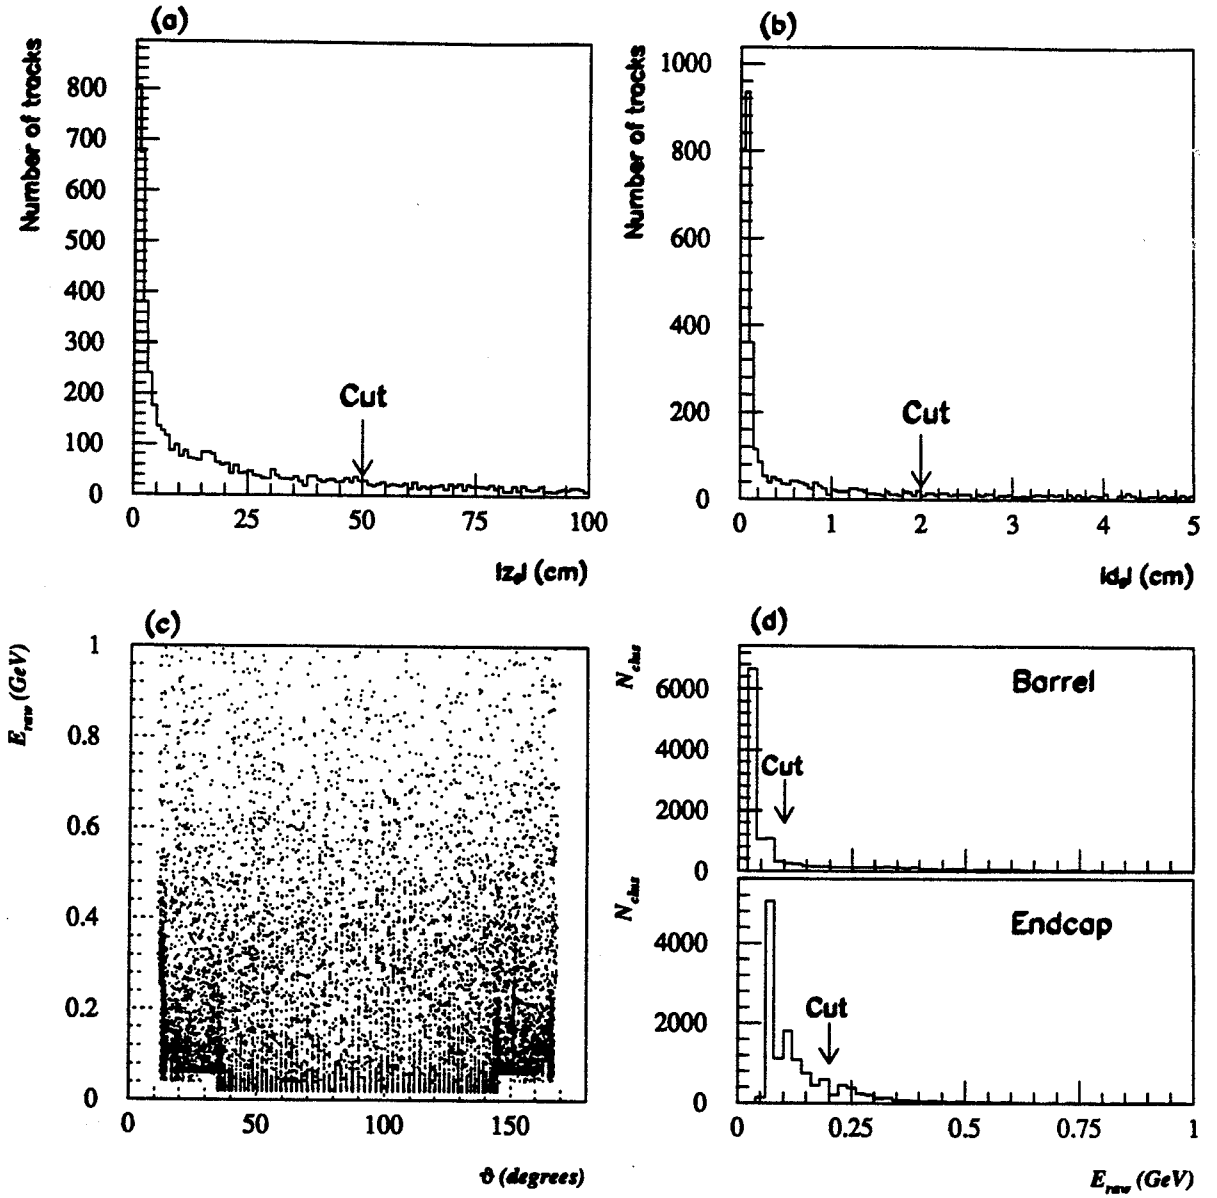 (a)
Number of tracks
800
700
600
500
400
300
200
100
0
Cut
0 25 50 75 100
|z₀| (cm)
(b)
Number of tracks
1000
800
600
400
200
0
Cut
0 1 2 3 4 5
|d₀| (cm)
(c)
E_raw (GeV)
1
0.8
0.6
0.4
0.2
0
0 50 100 150
ϑ (degrees)
(d)
N_clus
6000
4000
2000
0
Barrel
Cut
N_clus
4000
2000
0
Endcap
Cut
0 0.25 0.5 0.75 1
E_raw (GeV)